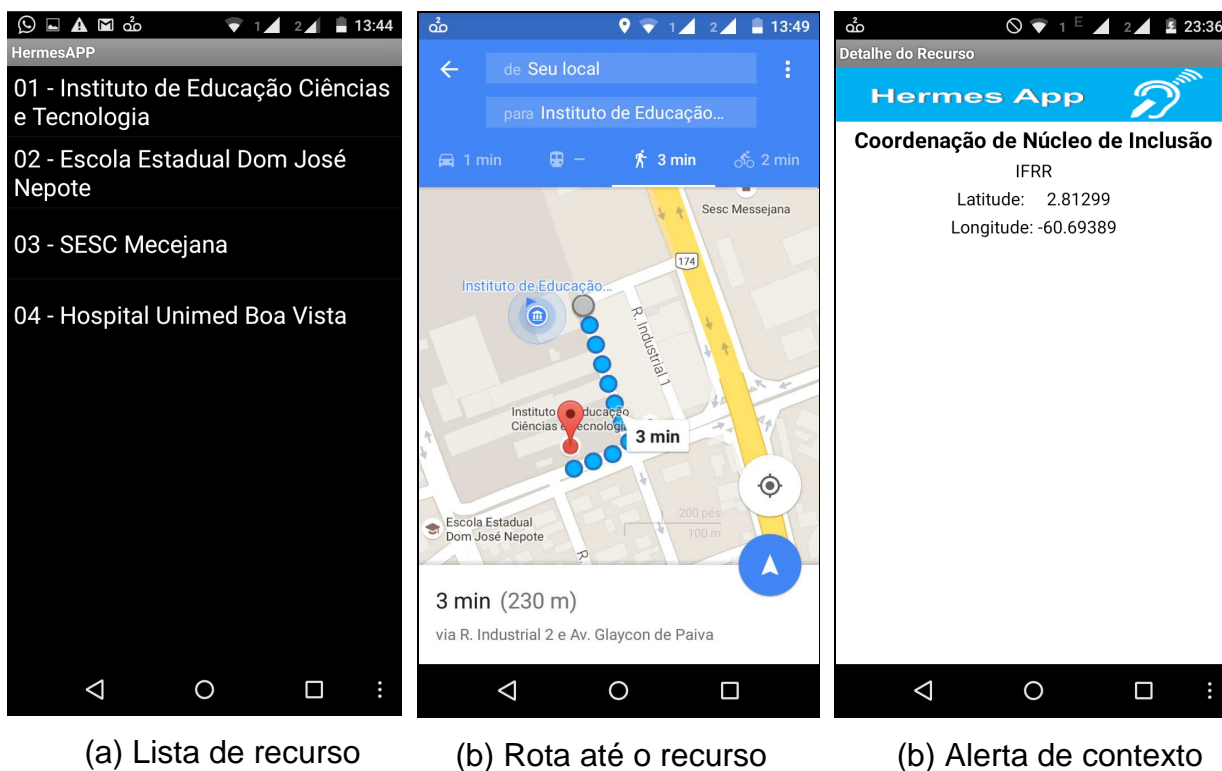 13:44
HermesAPP
01 - Instituto de Educação Ciências
e Tecnologia
02 - Escola Estadual Dom José
Nepote
03 - SESC Mecejana
04 - Hospital Unimed Boa Vista
(a) Lista de recurso
1 2 13:49
de Seu local
para Instituto de Educação...
1 min
–
3 min
2 min
Sesc Messejana
174
Instituto de Educação...
R. Industrial 1
Instituto de Educação
Ciências e Tecnologia
3 min
Escola Estadual
Dom José Nepote
R.
200 pés
100 m
3 min (230 m)
via R. Industrial 2 e Av. Glaycon de Paiva
(b) Rota até o recurso
1 E 2 23:36
Detalhe do Recurso
Hermes App
Coordenação de Núcleo de Inclusão
IFRR
Latitude: 2.81299
Longitude: -60.69389
(b) Alerta de contexto